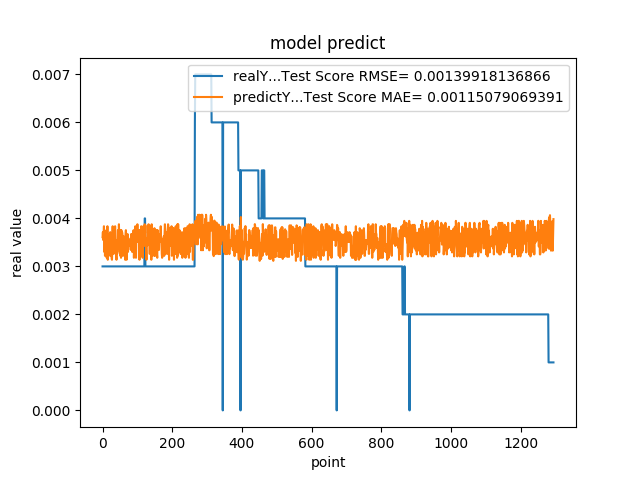 model predict
realY...Test Score RMSE= 0.00139918136866
predictY...Test Score MAE= 0.00115079069391
real value
0.007
0.006
0.005
0.004
0.003
0.002
0.001
0.000
0 200 400 600 800 1000 1200
point